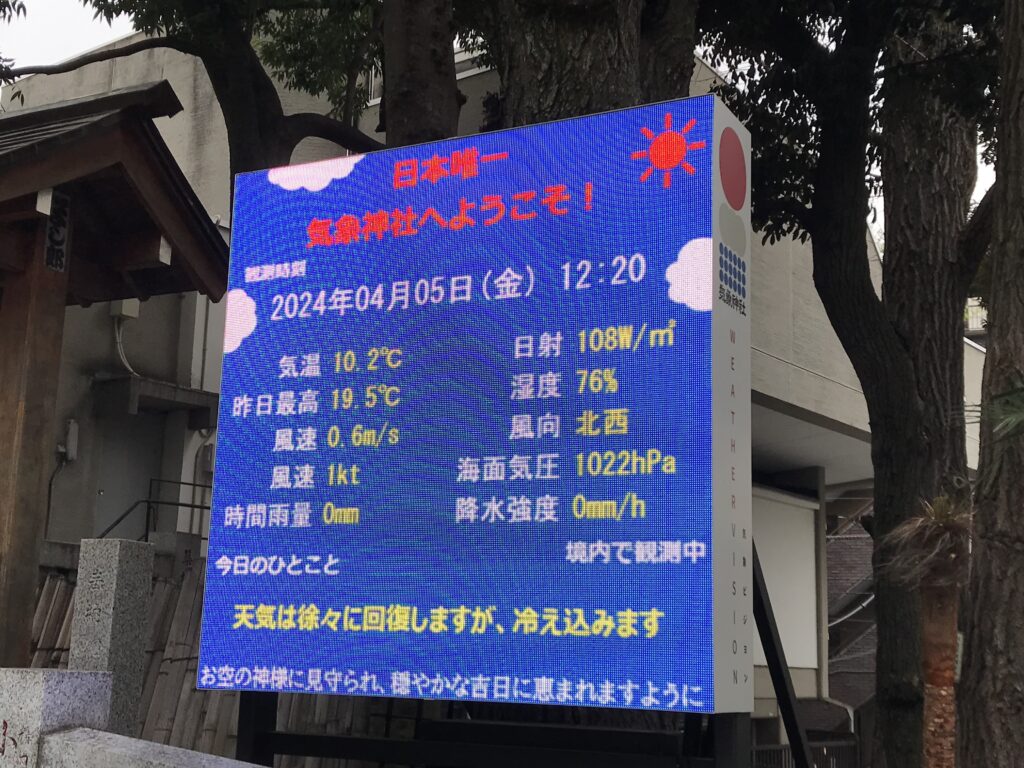 日本唯一
気象神社へようこそ！
観測時刻
2024年04月05日(金) 12:20
気温 10.2℃
日射 108W/㎡
昨日最高 19.5℃
湿度 76%
風速 0.6m/s
風向 北西
風速 1kt
海面気圧 1022hPa
時間雨量 0mm
降水強度 0mm/h
今日のひとこと
境内で観測中
天気は徐々に回復しますが、冷え込みます
お空の神様に見守られ、穏やかな吉日に恵まれますように
気象神社
WEATHERVISION